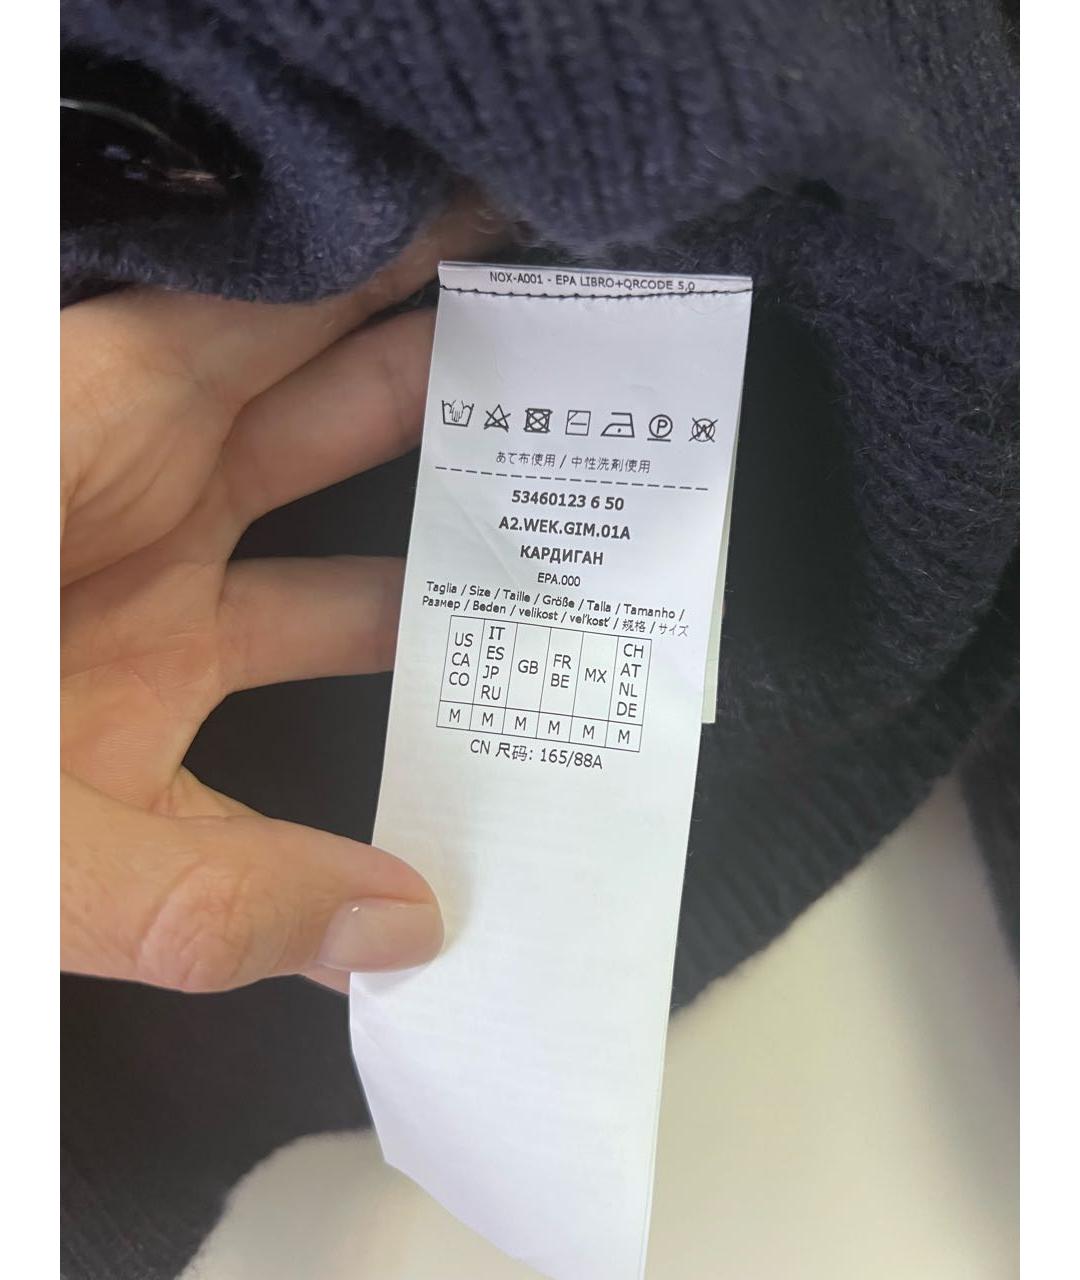 NOX-A001 - EPA LIBRO+QRCODE 5.0
P W
あて布使用 / 中性洗剤使用
53460123 6 50
A2.WEK.GIM.01A
КАРДИГАН
EPA.000
Taglia / Size / Taille / Größe / Talla / Tamanho /
Размер / Beden / velikost / veľkosť / 规格 / サイズ
US CA CO
IT ES JP RU
GB
FR BE
MX
CH AT NL DE
M M M M M M
CN 尺码: 165/88A